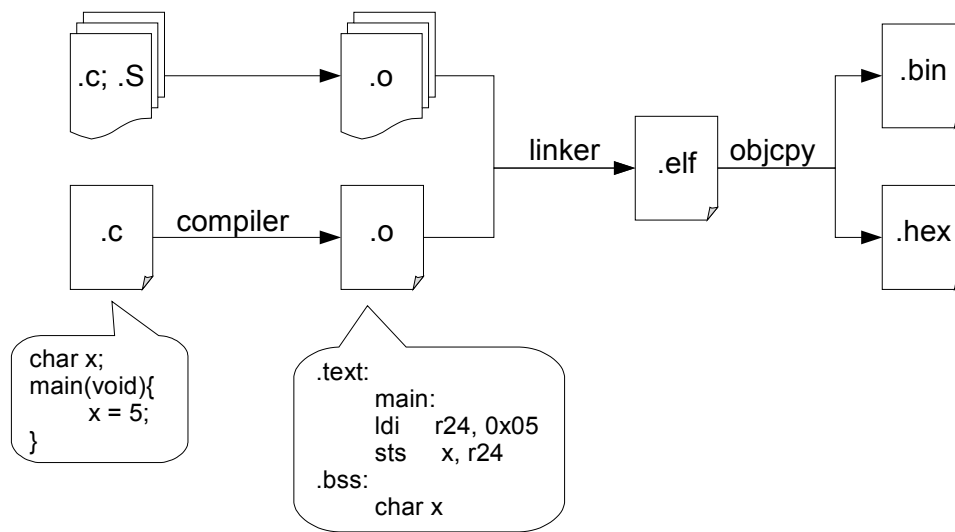 .c; .S
.o
.bin
linker
.elf
objcpy
.c
compiler
.o
.hex
char x;
main(void){
x = 5;
}
.text:
main:
ldi r24, 0x05
sts x, r24
.bss:
char x